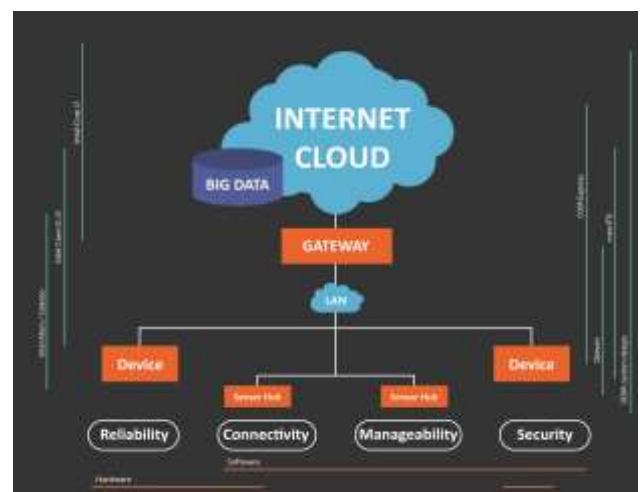 INTERNET
CLOUD
BIG DATA
GATEWAY
LAN
Device
Device
Sensor Hub
Sensor Hub
Reliability
Connectivity
Manageability
Security
Software
Hardware